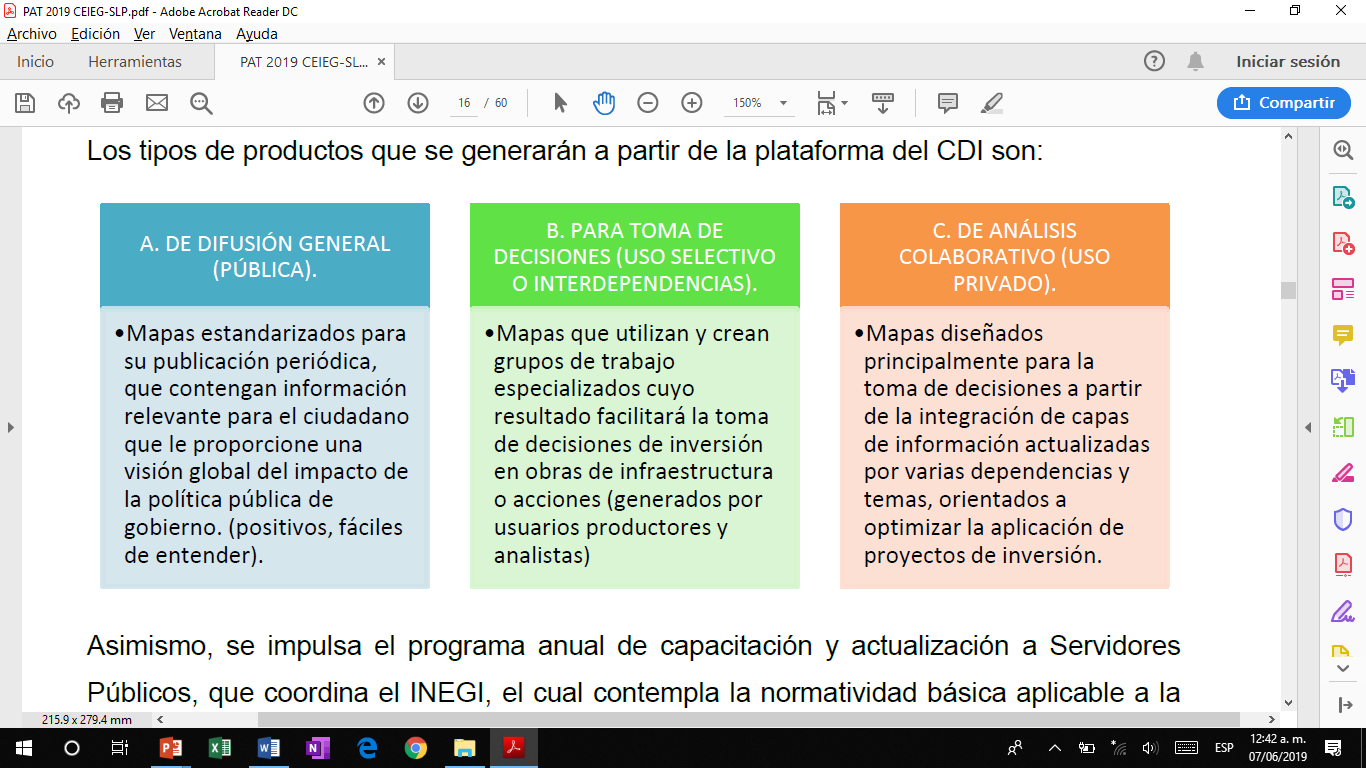 PAT 2019 CEIEG-SLP.pdf - Adobe Acrobat Reader DC
Archivo Edición Ver Ventana Ayuda
Inicio Herramientas PAT 2019 CEIEG-SL... × Iniciar sesión
16 / 60 150% Compartir
Los tipos de productos que se generarán a partir de la plataforma del CDI son:
A. DE DIFUSIÓN GENERAL
(PÚBLICA).
•Mapas estandarizados para
su publicación periódica,
que contengan información
relevante para el ciudadano
que le proporcione una
visión global del impacto de
la política pública de
gobierno. (positivos, fáciles
de entender).
B. PARA TOMA DE
DECISIONES (USO SELECTIVO
O INTERDEPENDENCIAS).
•Mapas que utilizan y crean
grupos de trabajo
especializados cuyo
resultado facilitará la toma
de decisiones de inversión
en obras de infraestructura
o acciones (generados por
usuarios productores y
analistas)
C. DE ANÁLISIS
COLABORATIVO (USO
PRIVADO).
•Mapas diseñados
principalmente para la
toma de decisiones a partir
de la integración de capas
de información actualizadas
por varias dependencias y
temas, orientados a
optimizar la aplicación de
proyectos de inversión.
Asimismo, se impulsa el programa anual de capacitación y actualización a Servidores
Públicos, que coordina el INEGI, el cual contempla la normatividad básica aplicable a la
215.9 x 279.4 mm
ESP
12:42 a. m.
07/06/2019